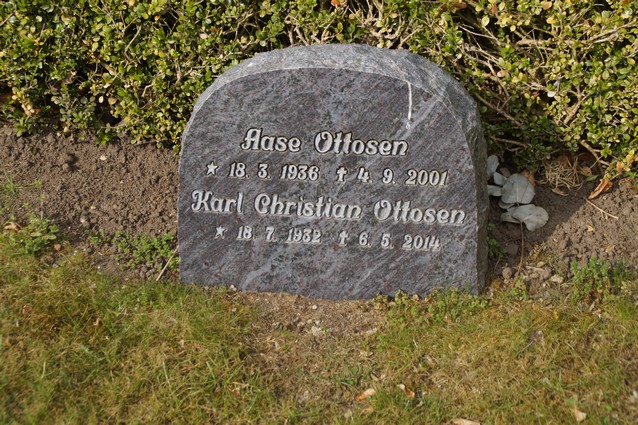 Aase Ottosen
★ 18. 3. 1936 ✝ 4. 9. 2001
Karl Christian Ottosen
★ 18. 7. 1932 ✝ 6. 5. 2014